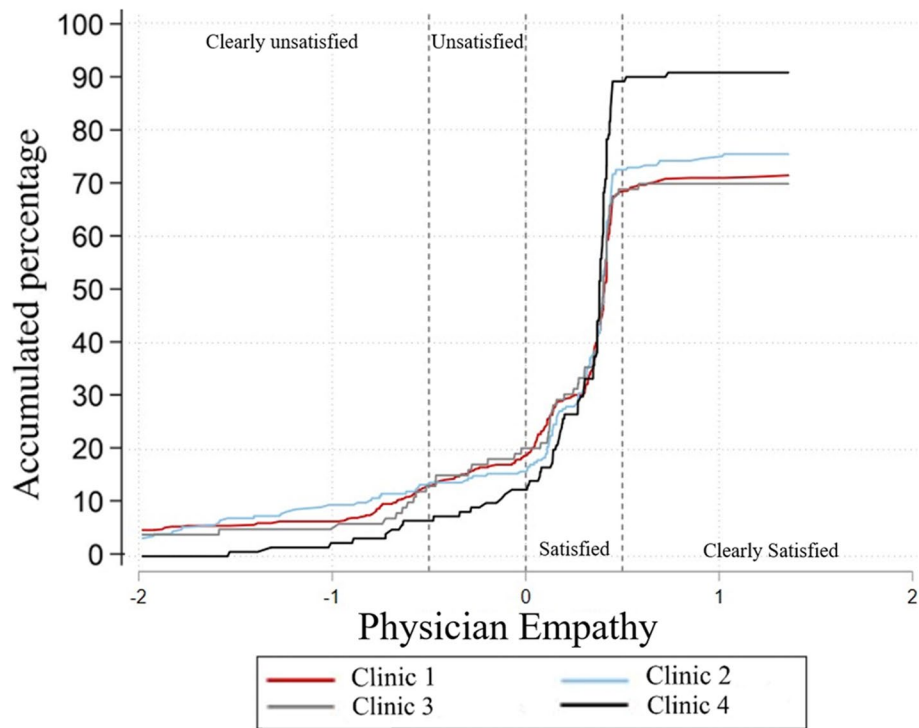 Accumulated percentage
100
90
80
70
60
50
40
30
20
10
0
Clearly unsatisfied
Unsatisfied
Satisfied
Clearly Satisfied
-2
-1
0
1
2
Physician Empathy
Clinic 1
Clinic 2
Clinic 3
Clinic 4